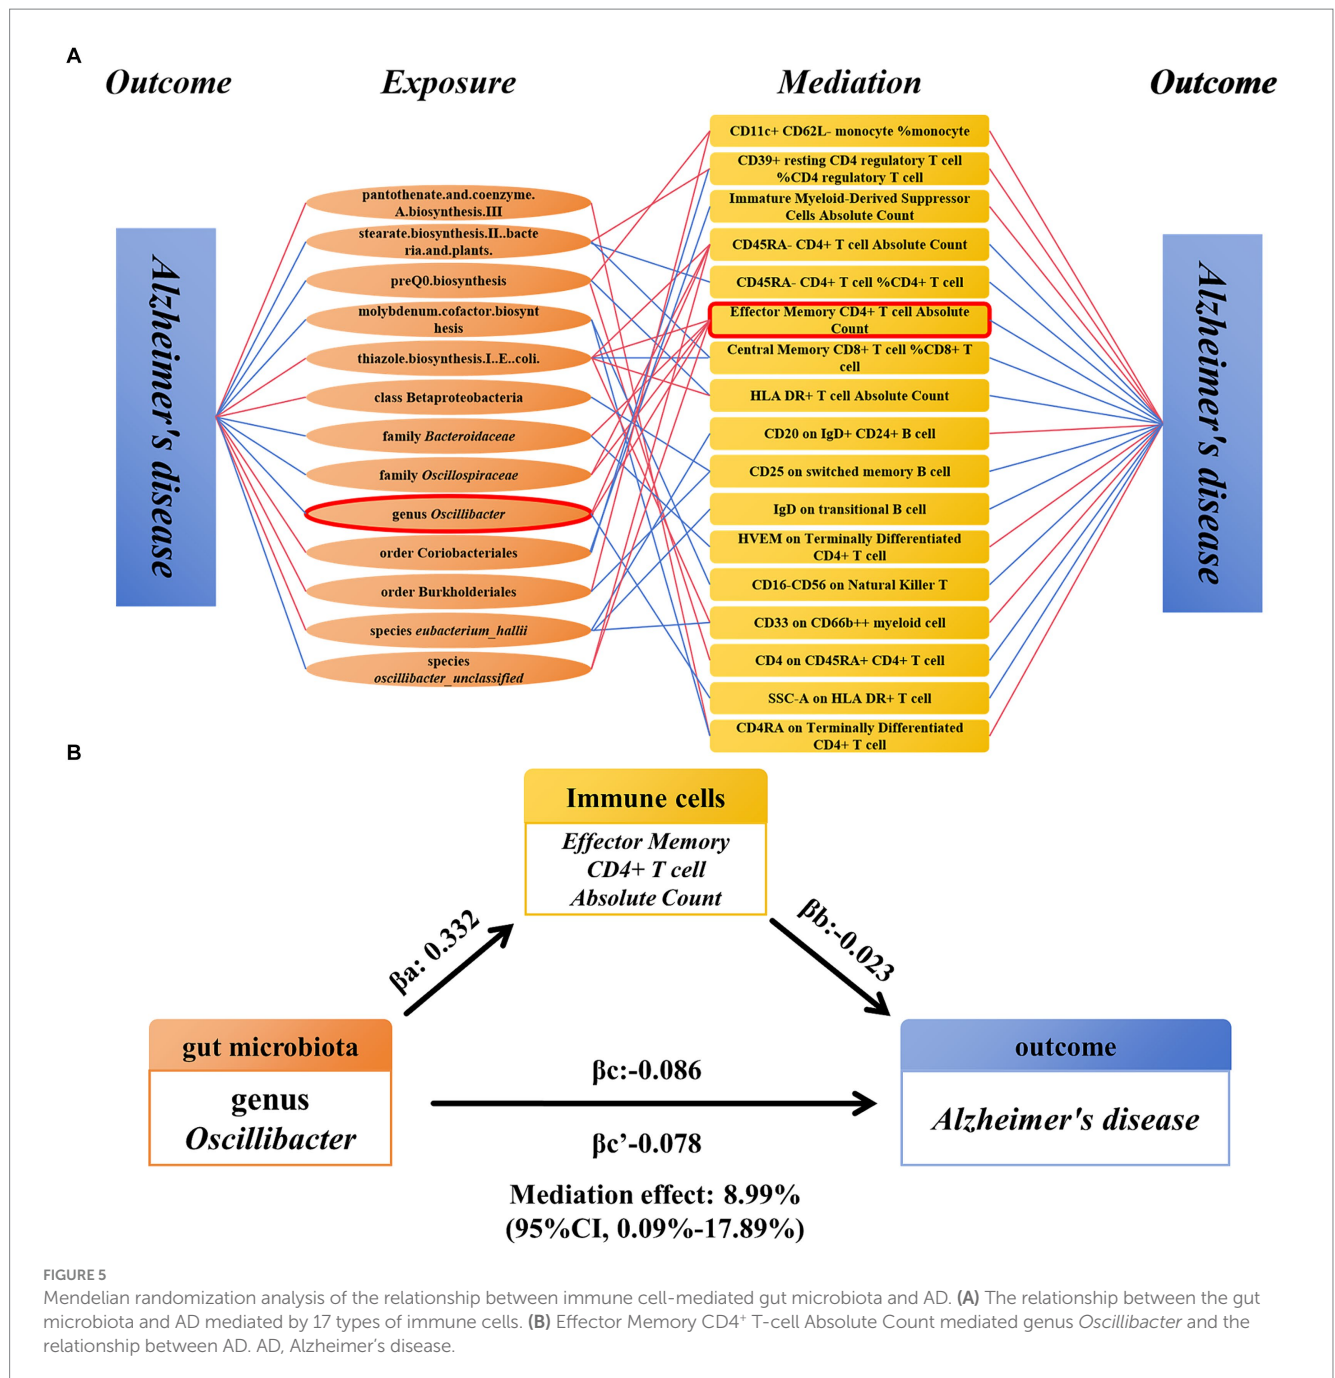 A
Outcome
Exposure
Mediation
Outcome
Alzheimer's disease
pantothenate.and.coenzyme.
A.biosynthesis.III
stearate.biosynthesis.II..bacte
ria.and.plants.
preQ0.biosynthesis
molybdenum.cofactor.biosynt
hesis
thiazole.biosynthesis.I..E..coli.
class Betaproteobacteria
family Bacteroidaceae
family Oscillospiraceae
genus Oscillibacter
order Coriobacteriales
order Burkholderiales
species eubacterium_hallii
species
oscillibacter_unclassified
CD11c+ CD62L- monocyte %monocyte
CD39+ resting CD4 regulatory T cell
%CD4 regulatory T cell
Immature Myeloid-Derived Suppressor
Cells Absolute Count
CD45RA- CD4+ T cell Absolute Count
CD45RA- CD4+ T cell %CD4+ T cell
Effector Memory CD4+ T cell Absolute
Count
Central Memory CD8+ T cell %CD8+ T
cell
HLA DR+ T cell Absolute Count
CD20 on IgD+ CD24+ B cell
CD25 on switched memory B cell
IgD on transitional B cell
HVEM on Terminally Differentiated
CD4+ T cell
CD16-CD56 on Natural Killer T
CD33 on CD66b++ myeloid cell
CD4 on CD45RA+ CD4+ T cell
SSC-A on HLA DR+ T cell
CD4RA on Terminally Differentiated
CD4+ T cell
Alzheimer's disease
B
Immune cells
Effector Memory
CD4+ T cell
Absolute Count
βa: 0.332
βb:-0.023
gut microbiota
genus
Oscillibacter
βc:-0.086
βc’-0.078
outcome
Alzheimer's disease
Mediation effect: 8.99%
(95%CI, 0.09%-17.89%)
FIGURE 5
Mendelian randomization analysis of the relationship between immune cell-mediated gut microbiota and AD. (A) The relationship between the gut
microbiota and AD mediated by 17 types of immune cells. (B) Effector Memory CD4⁺ T-cell Absolute Count mediated genus Oscillibacter and the
relationship between AD. AD, Alzheimer’s disease.